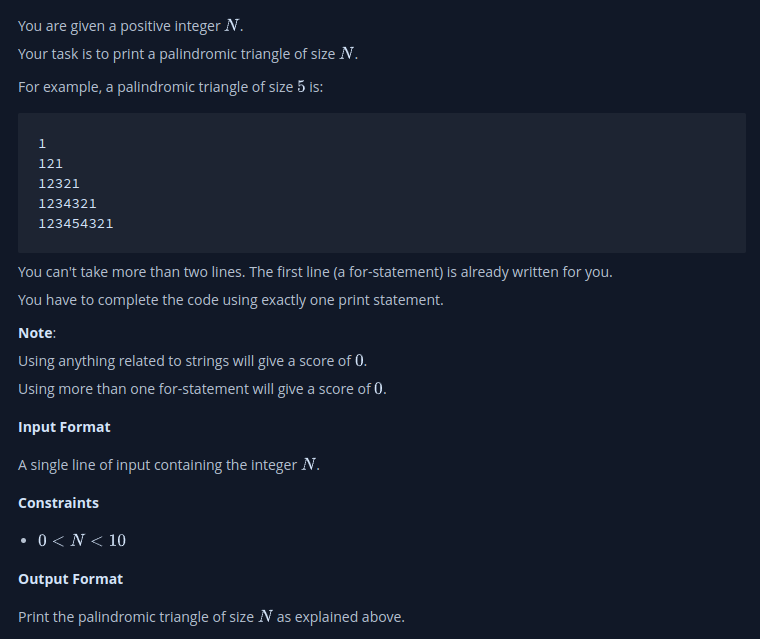 You are given a positive integer N.
Your task is to print a palindromic triangle of size N.
For example, a palindromic triangle of size 5 is:
1
121
12321
1234321
123454321
You can't take more than two lines. The first line (a for-statement) is already written for you.
You have to complete the code using exactly one print statement.
Note:
Using anything related to strings will give a score of 0.
Using more than one for-statement will give a score of 0.
Input Format
A single line of input containing the integer N.
Constraints
• 0 < N < 10
Output Format
Print the palindromic triangle of size N as explained above.